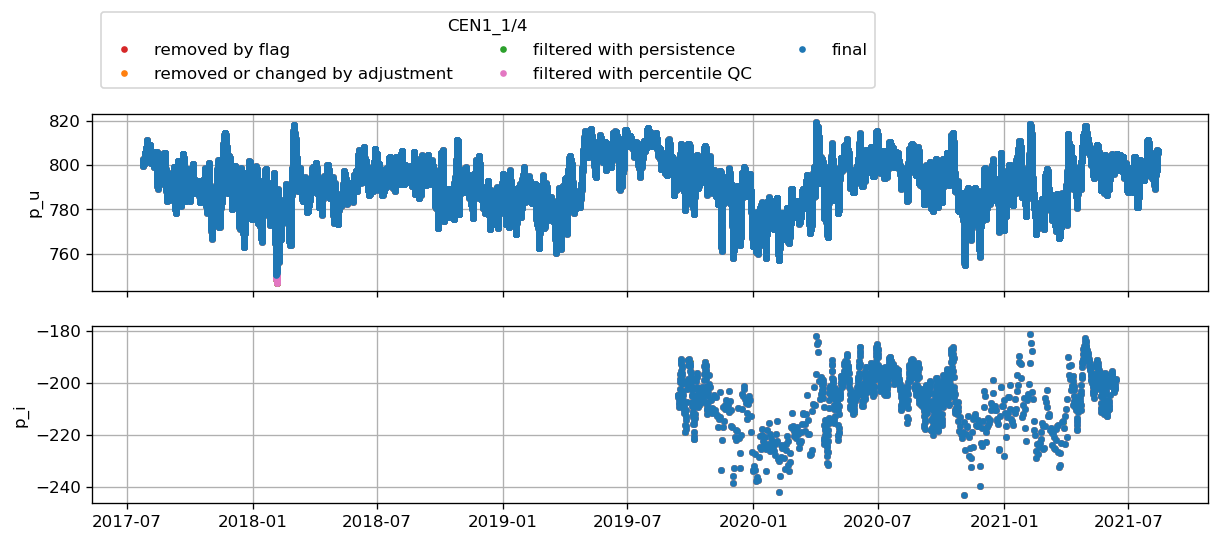 CEN1_1/4
removed by flag
filtered with persistence
final
removed or changed by adjustment
filtered with percentile QC
820
800
780
760
p_u
−180
−200
−220
−240
p_i
2017-07 2018-01 2018-07 2019-01 2019-07 2020-01 2020-07 2021-01 2021-07